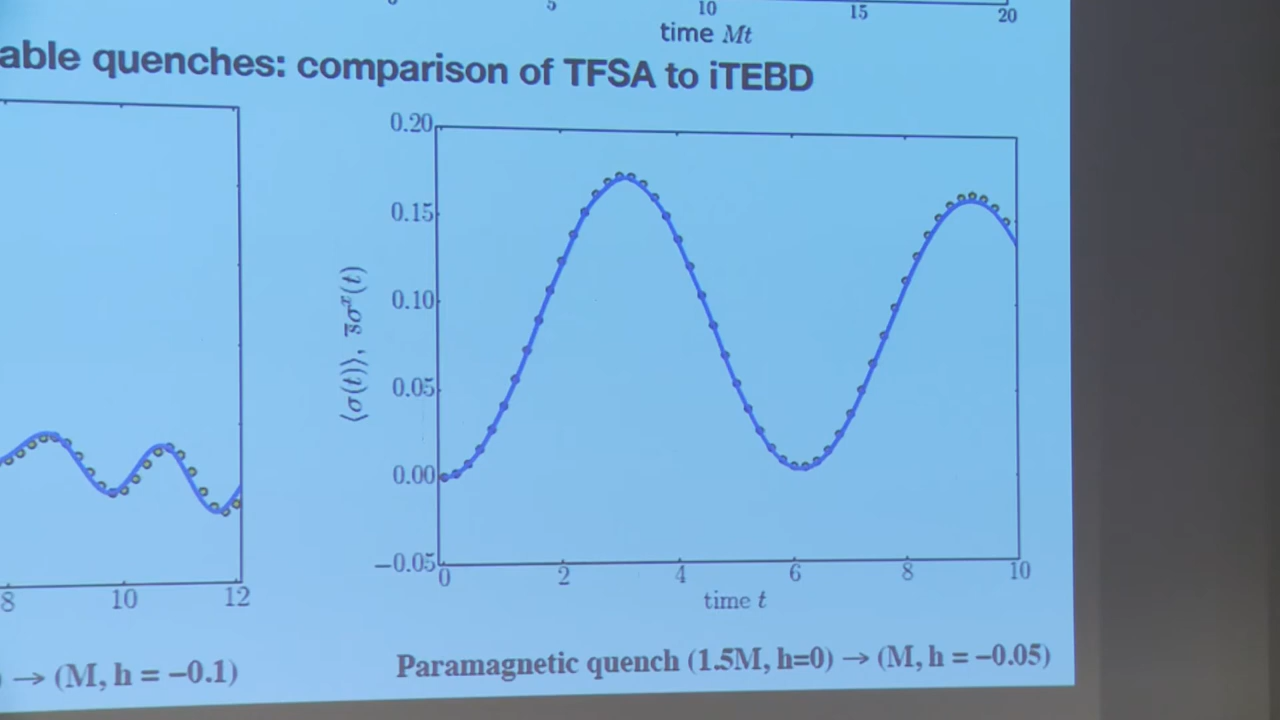 5 10 15 20
time Mt
able quenches: comparison of TFSA to iTEBD
0.20
0.15
0.10
0.05
0.00
−0.05
⟨σ(t)⟩, s̅σˣ(t)
0 2 4 6 8 10
time t
8 10 12
→ (M, h = −0.1)
Paramagnetic quench (1.5M, h=0) → (M, h = −0.05)